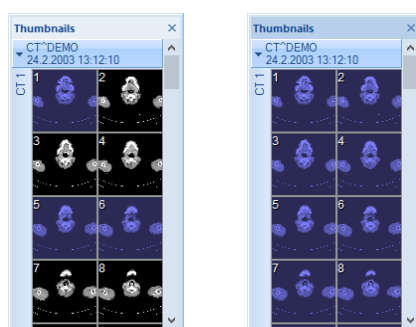 Thumbnails ×
CT^DEMO
24.2.2003 13:12:10
CT 1
1 2
3 4
5 6
7 8
Thumbnails ×
CT^DEMO
24.2.2003 13:12:10
CT 1
1 2
3 4
5 6
7 8